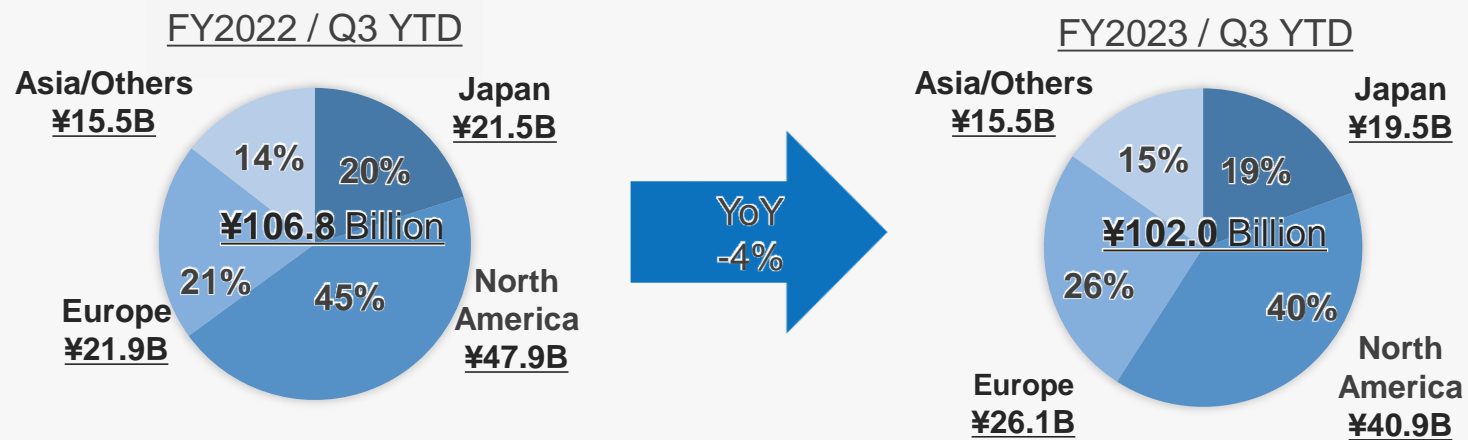 FY2022 / Q3 YTD
Asia/Others
¥15.5B
Japan
¥21.5B
14%
20%
¥106.8 Billion
21%
45%
Europe
¥21.9B
North
America
¥47.9B
YoY
-4%
FY2023 / Q3 YTD
Asia/Others
¥15.5B
Japan
¥19.5B
15%
19%
¥102.0 Billion
26%
40%
Europe
¥26.1B
North
America
¥40.9B